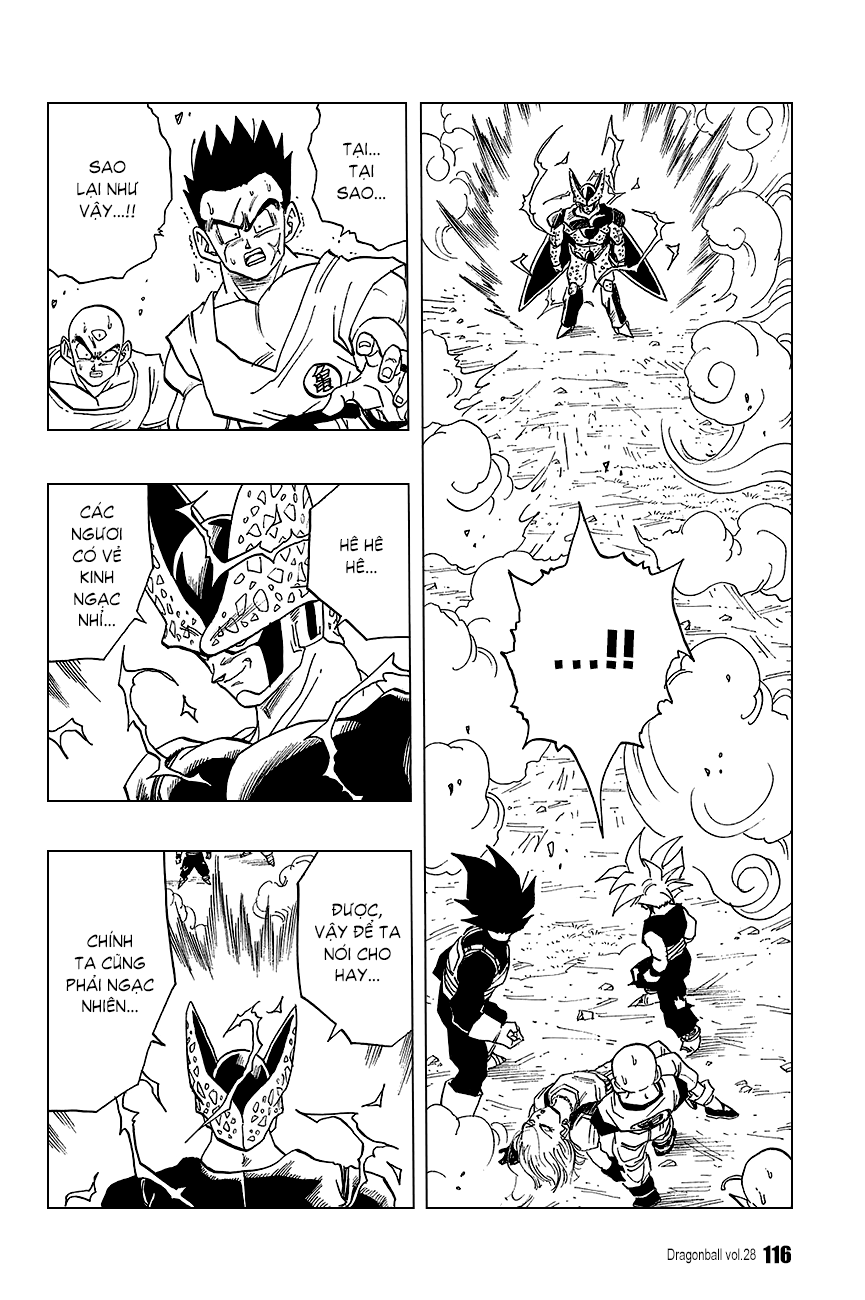 ...!!
TẠI...
TẠI
SAO...
SAO
LẠI NHƯ
VẬY...!!
亀
HÊ HÊ
HÊ...
CÁC
NGƯƠI
CÓ VẺ
KINH
NGẠC
NHỈ...
ĐƯỢC,
VẬY ĐỂ TA
NÓI CHO
HAY...
CHÍNH
TA CŨNG
PHẢI NGẠC
NHIÊN...
Dragonball vol.28 116